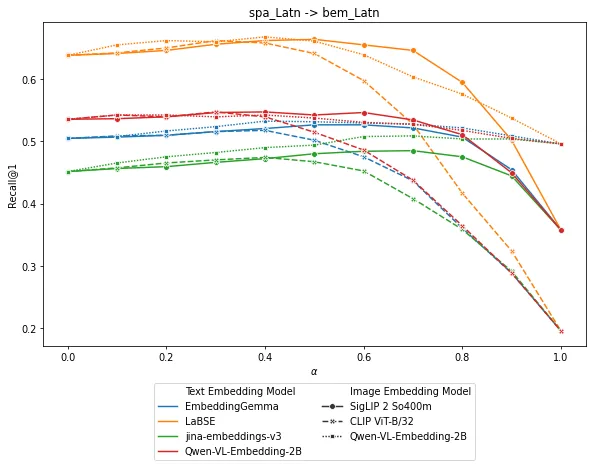 spa_Latn -> bem_Latn
Recall@1
0.6
0.5
0.4
0.3
0.2
0.0 0.2 0.4 0.6 0.8 1.0
α
Text Embedding Model Image Embedding Model
EmbeddingGemma SigLIP 2 So400m
LaBSE CLIP ViT-B/32
jina-embeddings-v3 Qwen-VL-Embedding-2B
Qwen-VL-Embedding-2B